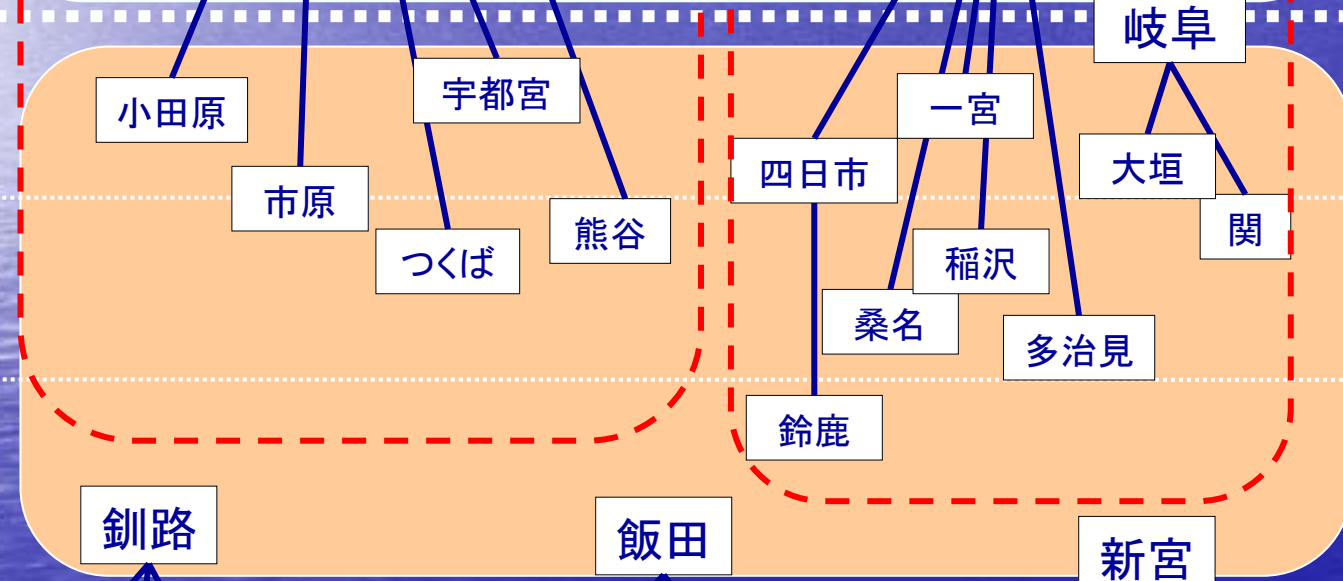 岐阜
小田原
宇都宮
一宮
四日市
大垣
市原
熊谷
関
つくば
稲沢
桑名
多治見
鈴鹿
釧路
飯田
新宮